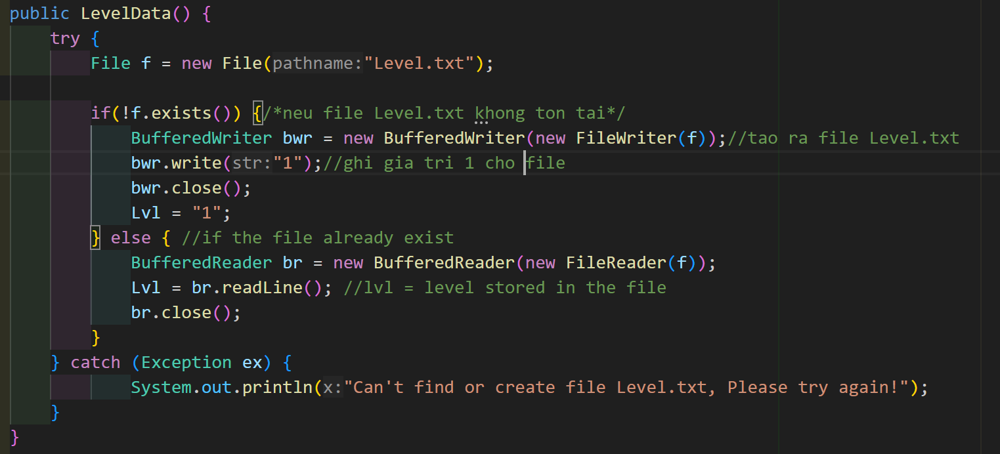 public LevelData() {
try {
File f = new File(pathname:"Level.txt");
if(!f.exists()) {/*neu file Level.txt khong ton tai*/
BufferedWriter bwr = new BufferedWriter(new FileWriter(f));//tao ra file Level.txt
bwr.write(str:"1");//ghi gia tri 1 cho file
bwr.close();
Lvl = "1";
} else { //if the file already exist
BufferedReader br = new BufferedReader(new FileReader(f));
Lvl = br.readLine(); //lvl = level stored in the file
br.close();
}
} catch (Exception ex) {
System.out.println(x:"Can't find or create file Level.txt, Please try again!");
}
}